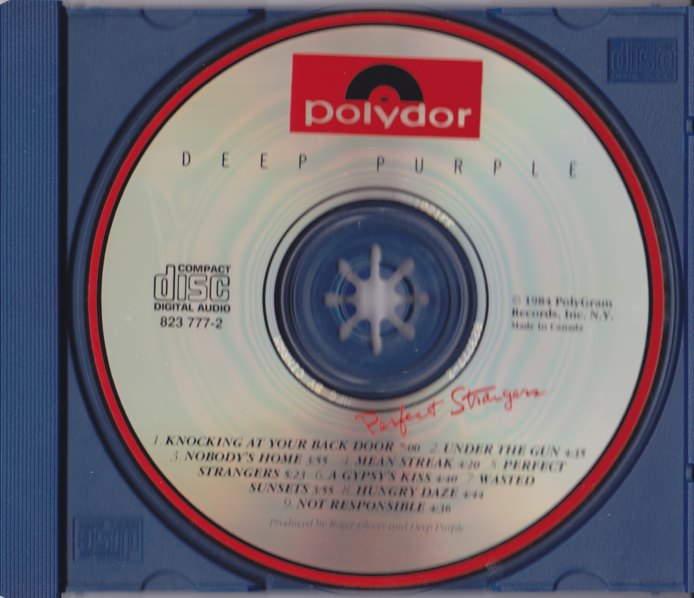 polydor
DEEP PURPLE
COMPACT
disc
DIGITAL AUDIO
823 777-2
© 1984 PolyGram
Records, Inc. N.Y.
Made in Canada
Perfect Strangers
1. KNOCKING AT YOUR BACK DOOR 7:00 2. UNDER THE GUN 4:35
3. NOBODY'S HOME 3:55 4. MEAN STREAK 4:20 5. PERFECT
STRANGERS 5:23 6. A GYPSY'S KISS 4:40 7. WASTED
SUNSETS 3:55 8. HUNGRY DAZE 4:44
9. NOT RESPONSIBLE 4:36
Produced by Roger Glover and Deep Purple
disc